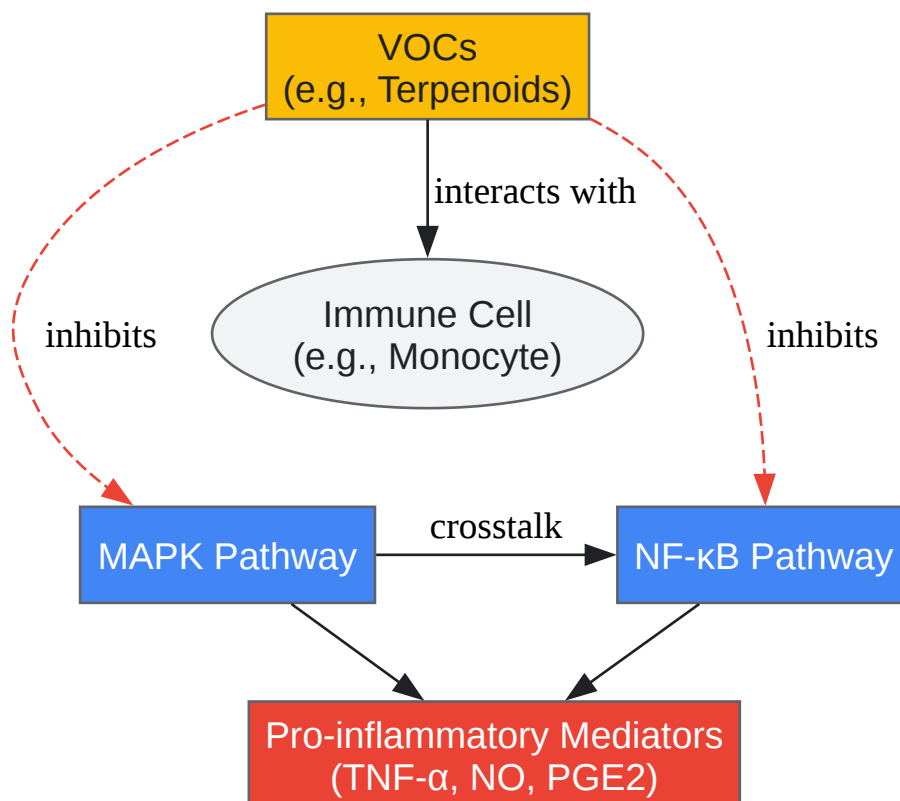 VOCs
(e.g., Terpenoids)
interacts with
Immune Cell
(e.g., Monocyte)
inhibits
inhibits
crosstalk
MAPK Pathway
NF-κB Pathway
Pro-inflammatory Mediators
(TNF-α, NO, PGE2)